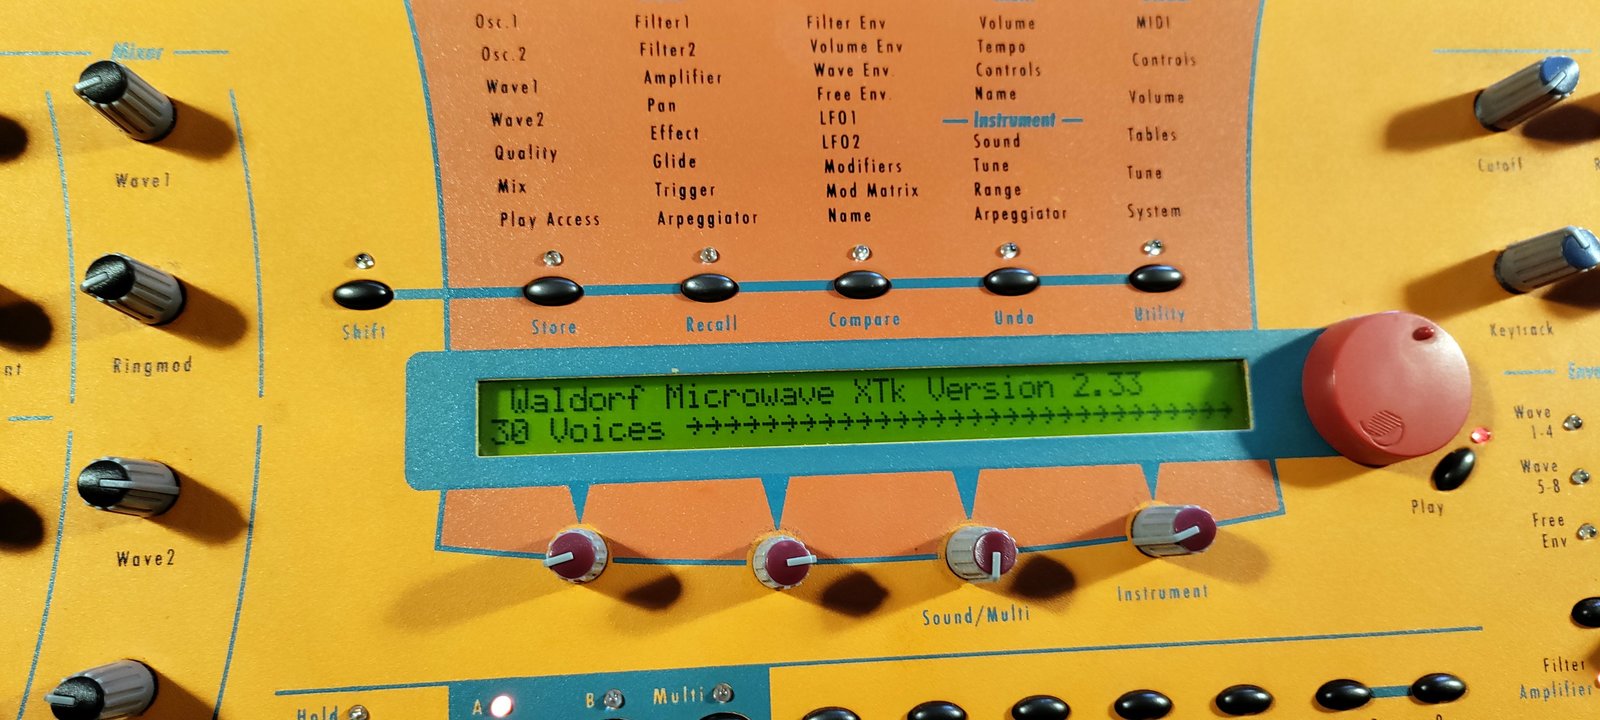 Mixer
Wave1
Ringmod
Wave2
Osc.1
Osc.2
Wave1
Wave2
Quality
Mix
Play Access
Filter1
Filter2
Amplifier
Pan
Effect
Glide
Trigger
Arpeggiator
Filter Env
Volume Env
Wave Env.
Free Env.
LFO1
LFO2
Modifiers
Mod Matrix
Name
Volume
Tempo
Controls
Name
Instrument
Sound
Tune
Range
Arpeggiator
MIDI
Controls
Volume
Tables
Tune
System
Shift
Store
Recall
Compare
Undo
Utility
Waldorf Microwave XTk Version 2.33
30 Voices →→→→→→→→→→→→→→→→→→→→→→→→→→→→→→
Sound/Multi
Instrument
Play
Cutoff
Keytrack
Wave
1-4
Wave
5-8
Free
Env
Filter
Amplifier
Hold
A
B
Multi